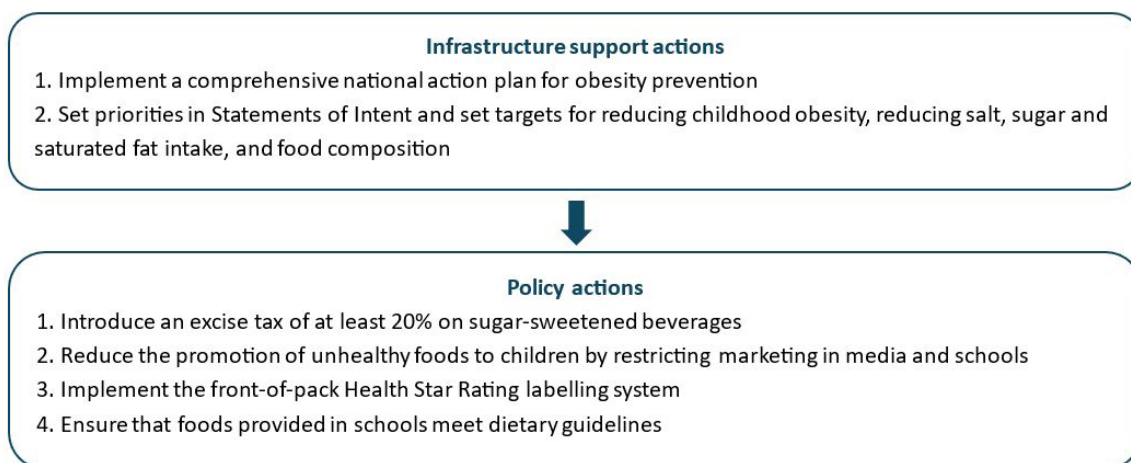 Infrastructure support actions
1. Implement a comprehensive national action plan for obesity prevention
2. Set priorities in Statements of Intent and set targets for reducing childhood obesity, reducing salt, sugar and
saturated fat intake, and food composition
Policy actions
1. Introduce an excise tax of at least 20% on sugar-sweetened beverages
2. Reduce the promotion of unhealthy foods to children by restricting marketing in media and schools
3. Implement the front-of-pack Health Star Rating labelling system
4. Ensure that foods provided in schools meet dietary guidelines